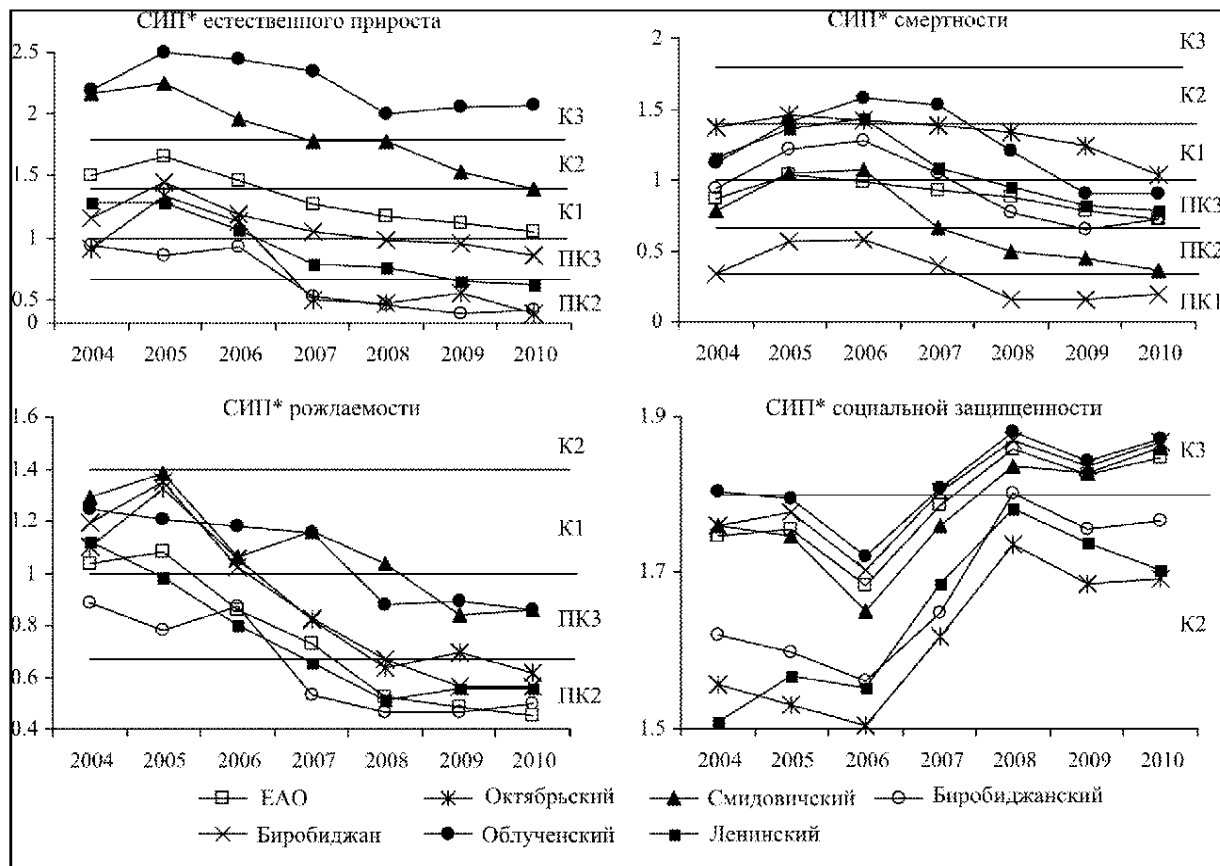 СИП* естественного прироста
2.5
2
1.5
1
0.5
0
К3
К2
К1
ПК3
ПК2
2004 2005 2006 2007 2008 2009 2010
СИП* смертности
2
1.5
1
0.5
0
К3
К2
К1
ПК3
ПК2
ПК1
2004 2005 2006 2007 2008 2009 2010
СИП* рождаемости
1.6
1.4
1.2
1
0.8
0.6
0.4
К2
К1
ПК3
ПК2
2004 2005 2006 2007 2008 2009 2010
СИП* социальной защищенности
1.9
1.7
1.5
К3
К2
2004 2005 2006 2007 2008 2009 2010
ЕАО Октябрьский Смидовичский Биробиджанский
Биробиджан Облученский Ленинский